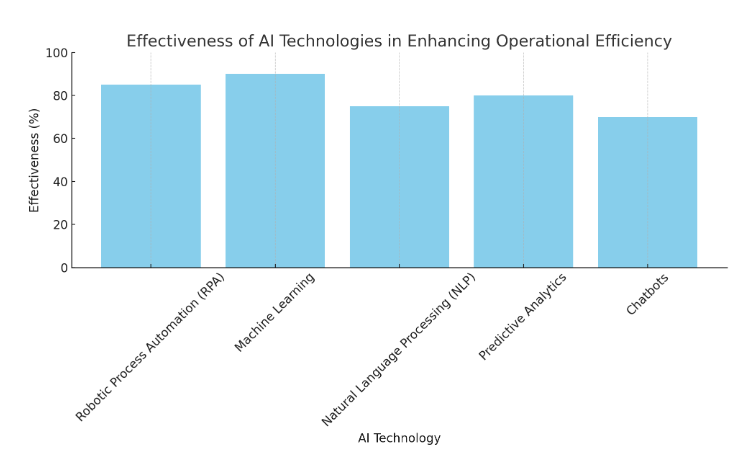 Effectiveness of AI Technologies in Enhancing Operational Efficiency
100
80
60
40
20
0
Effectiveness (%)
Robotic Process Automation (RPA)
Machine Learning
Natural Language Processing (NLP)
Predictive Analytics
Chatbots
AI Technology